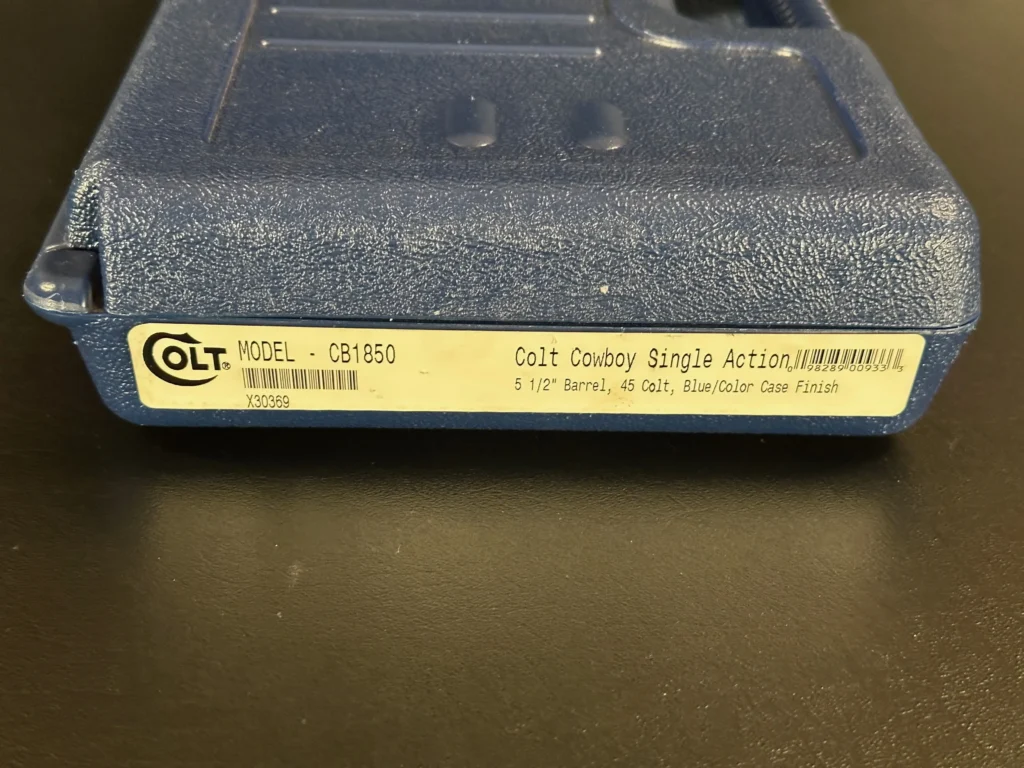 COLT® MODEL - CB1850
X30369
Colt Cowboy Single Action
5 1/2" Barrel, 45 Colt, Blue/Color Case Finish
0 98289 00933 3